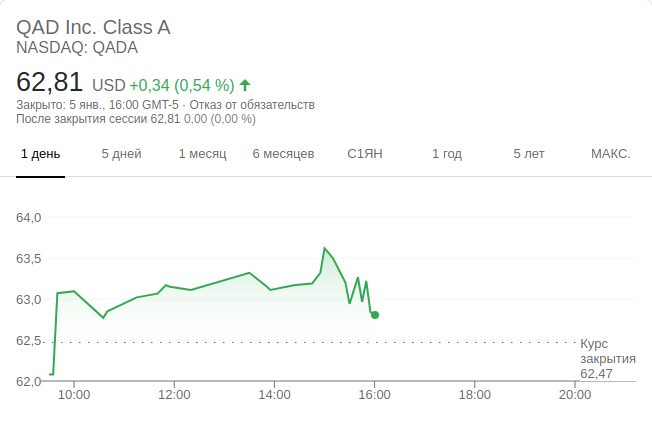 QAD Inc. Class A
NASDAQ: QADA
62,81 USD +0,34 (0,54 %)
Закрыто: 5 янв., 16:00 GMT-5 · Отказ от обязательств
После закрытия сессии 62,81 0,00 (0,00 %)
1 день 5 дней 1 месяц 6 месяцев С1ЯН 1 год 5 лет МАКС.
64,0
63,5
63,0
62,5
62,0
Курс
закрытия
62,47
10:00 12:00 14:00 16:00 18:00 20:00